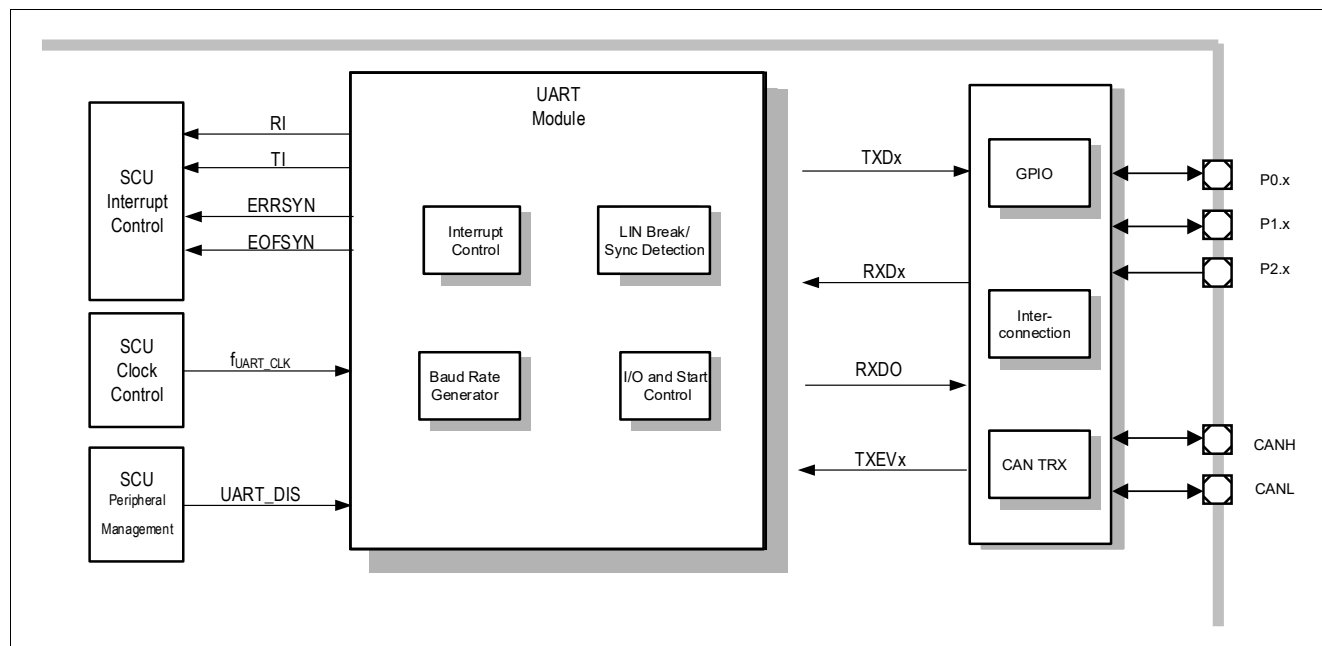 UART
Module
RI
TI
ERRSYN
EOFSYN
SCU
Interrupt
Control
Interrupt
Control
LIN Break/
Sync Detection
SCU
Clock
Control
fUART_CLK
Baud Rate
Generator
I/O and Start
Control
SCU
Peripheral
Management
UART_DIS
TXDx
RXDx
RXDO
TXEVx
GPIO
Inter-
connection
CAN TRX
P0.x
P1.x
P2.x
CANH
CANL